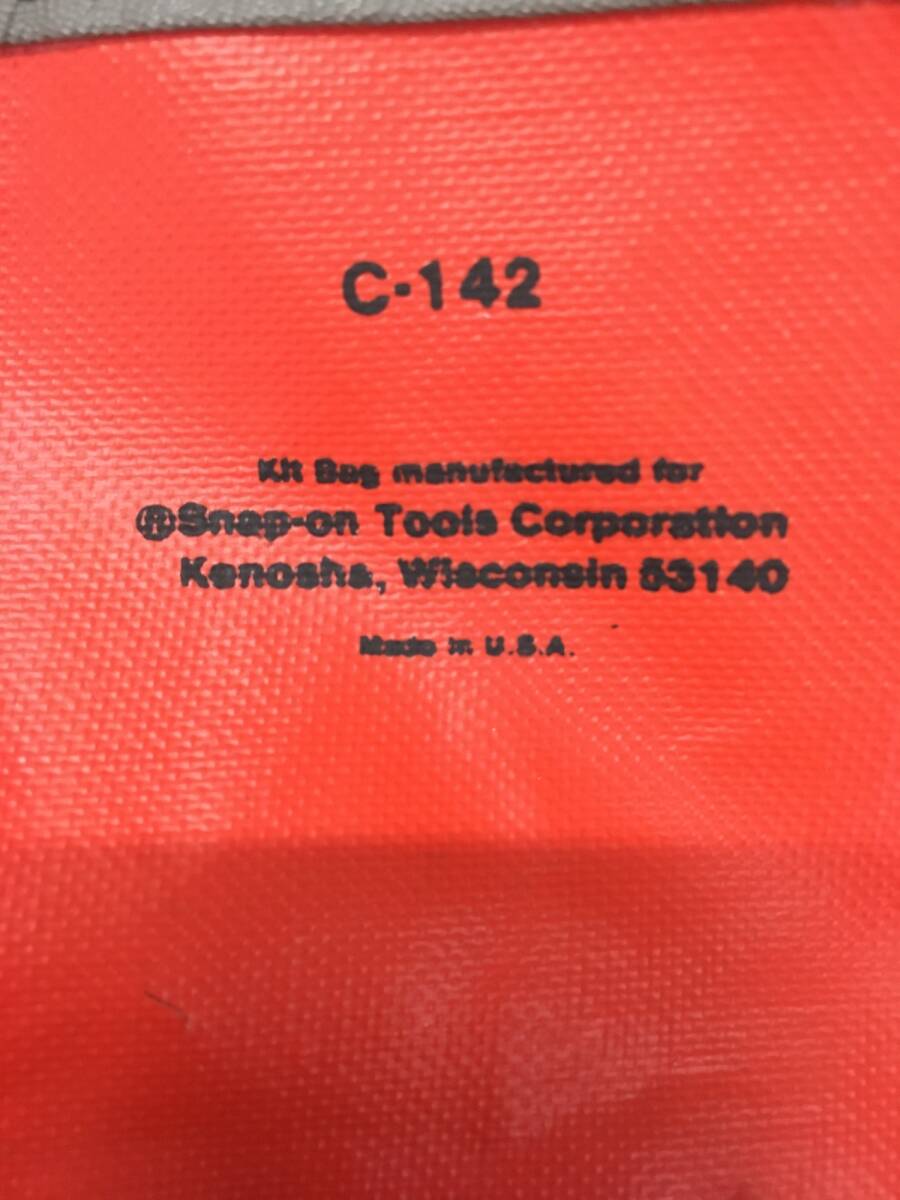 C-142
Kit Bag manufactured for
®Snap-on Tools Corporation
Kenosha, Wisconsin 53140
Made in U.S.A.